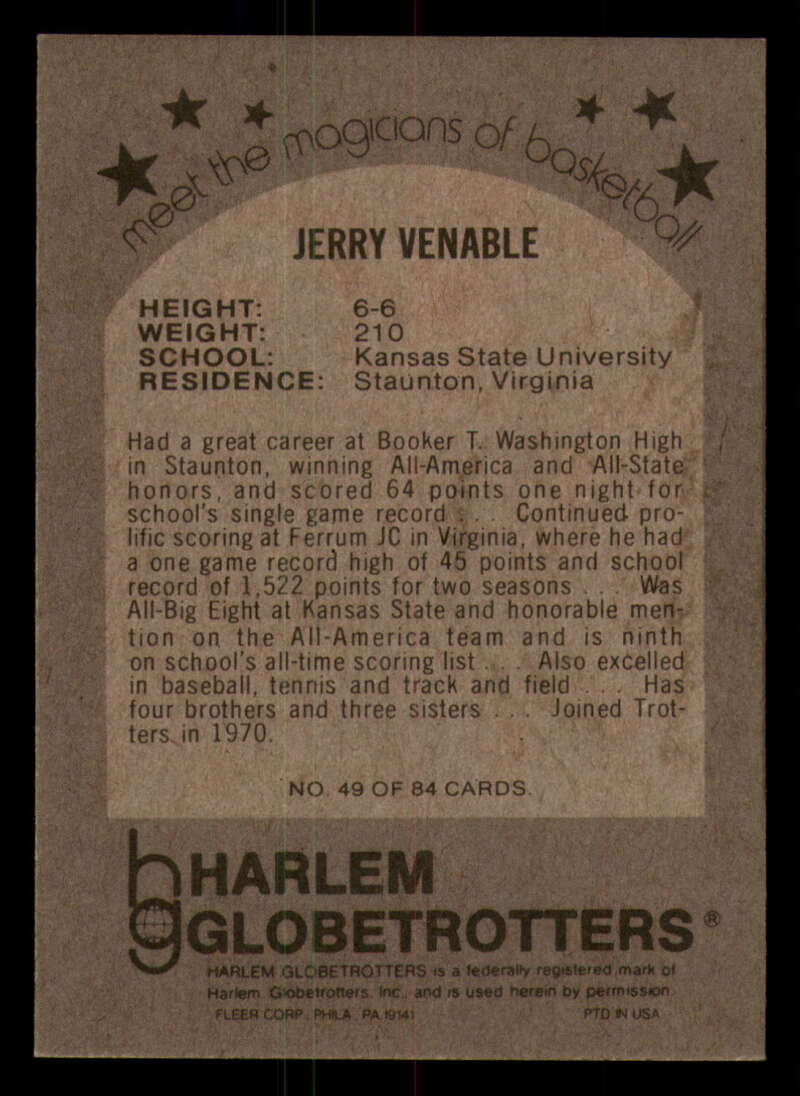 meet the magicians of basketball
JERRY VENABLE
HEIGHT: 6-6
WEIGHT: 210
SCHOOL: Kansas State University
RESIDENCE: Staunton, Virginia
Had a great career at Booker T. Washington High
in Staunton, winning All-America and All-State
honors, and scored 64 points one night for
school's single game record . . . Continued pro-
lific scoring at Ferrum JC in Virginia, where he had
a one game record high of 45 points and school
record of 1,522 points for two seasons . . . Was
All-Big Eight at Kansas State and honorable men-
tion on the All-America team and is ninth
on school's all-time scoring list . . . Also excelled
in baseball, tennis and track and field . . . Has
four brothers and three sisters . . . Joined Trot-
ters in 1970.
NO. 49 OF 84 CARDS.
hg HARLEM
GLOBETROTTERS®
HARLEM GLOBETROTTERS is a federally registered mark of
Harlem Globetrotters, Inc., and is used herein by permission.
FLEER CORP., PHILA., PA. 19141 PTD IN USA